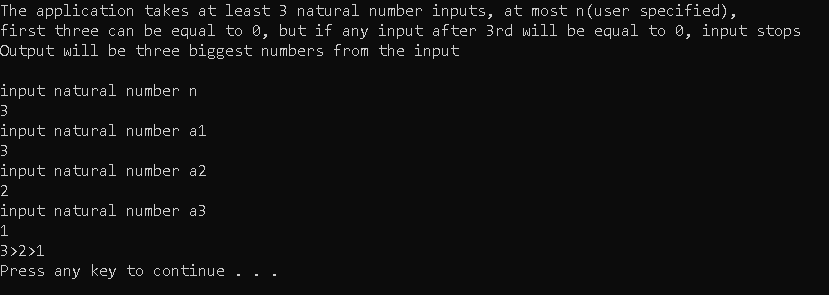 The application takes at least 3 natural number inputs, at most n(user specified),
first three can be equal to 0, but if any input after 3rd will be equal to 0, input stops
Output will be three biggest numbers from the input
input natural number n
3
input natural number a1
3
input natural number a2
2
input natural number a3
1
3>2>1
Press any key to continue . . .